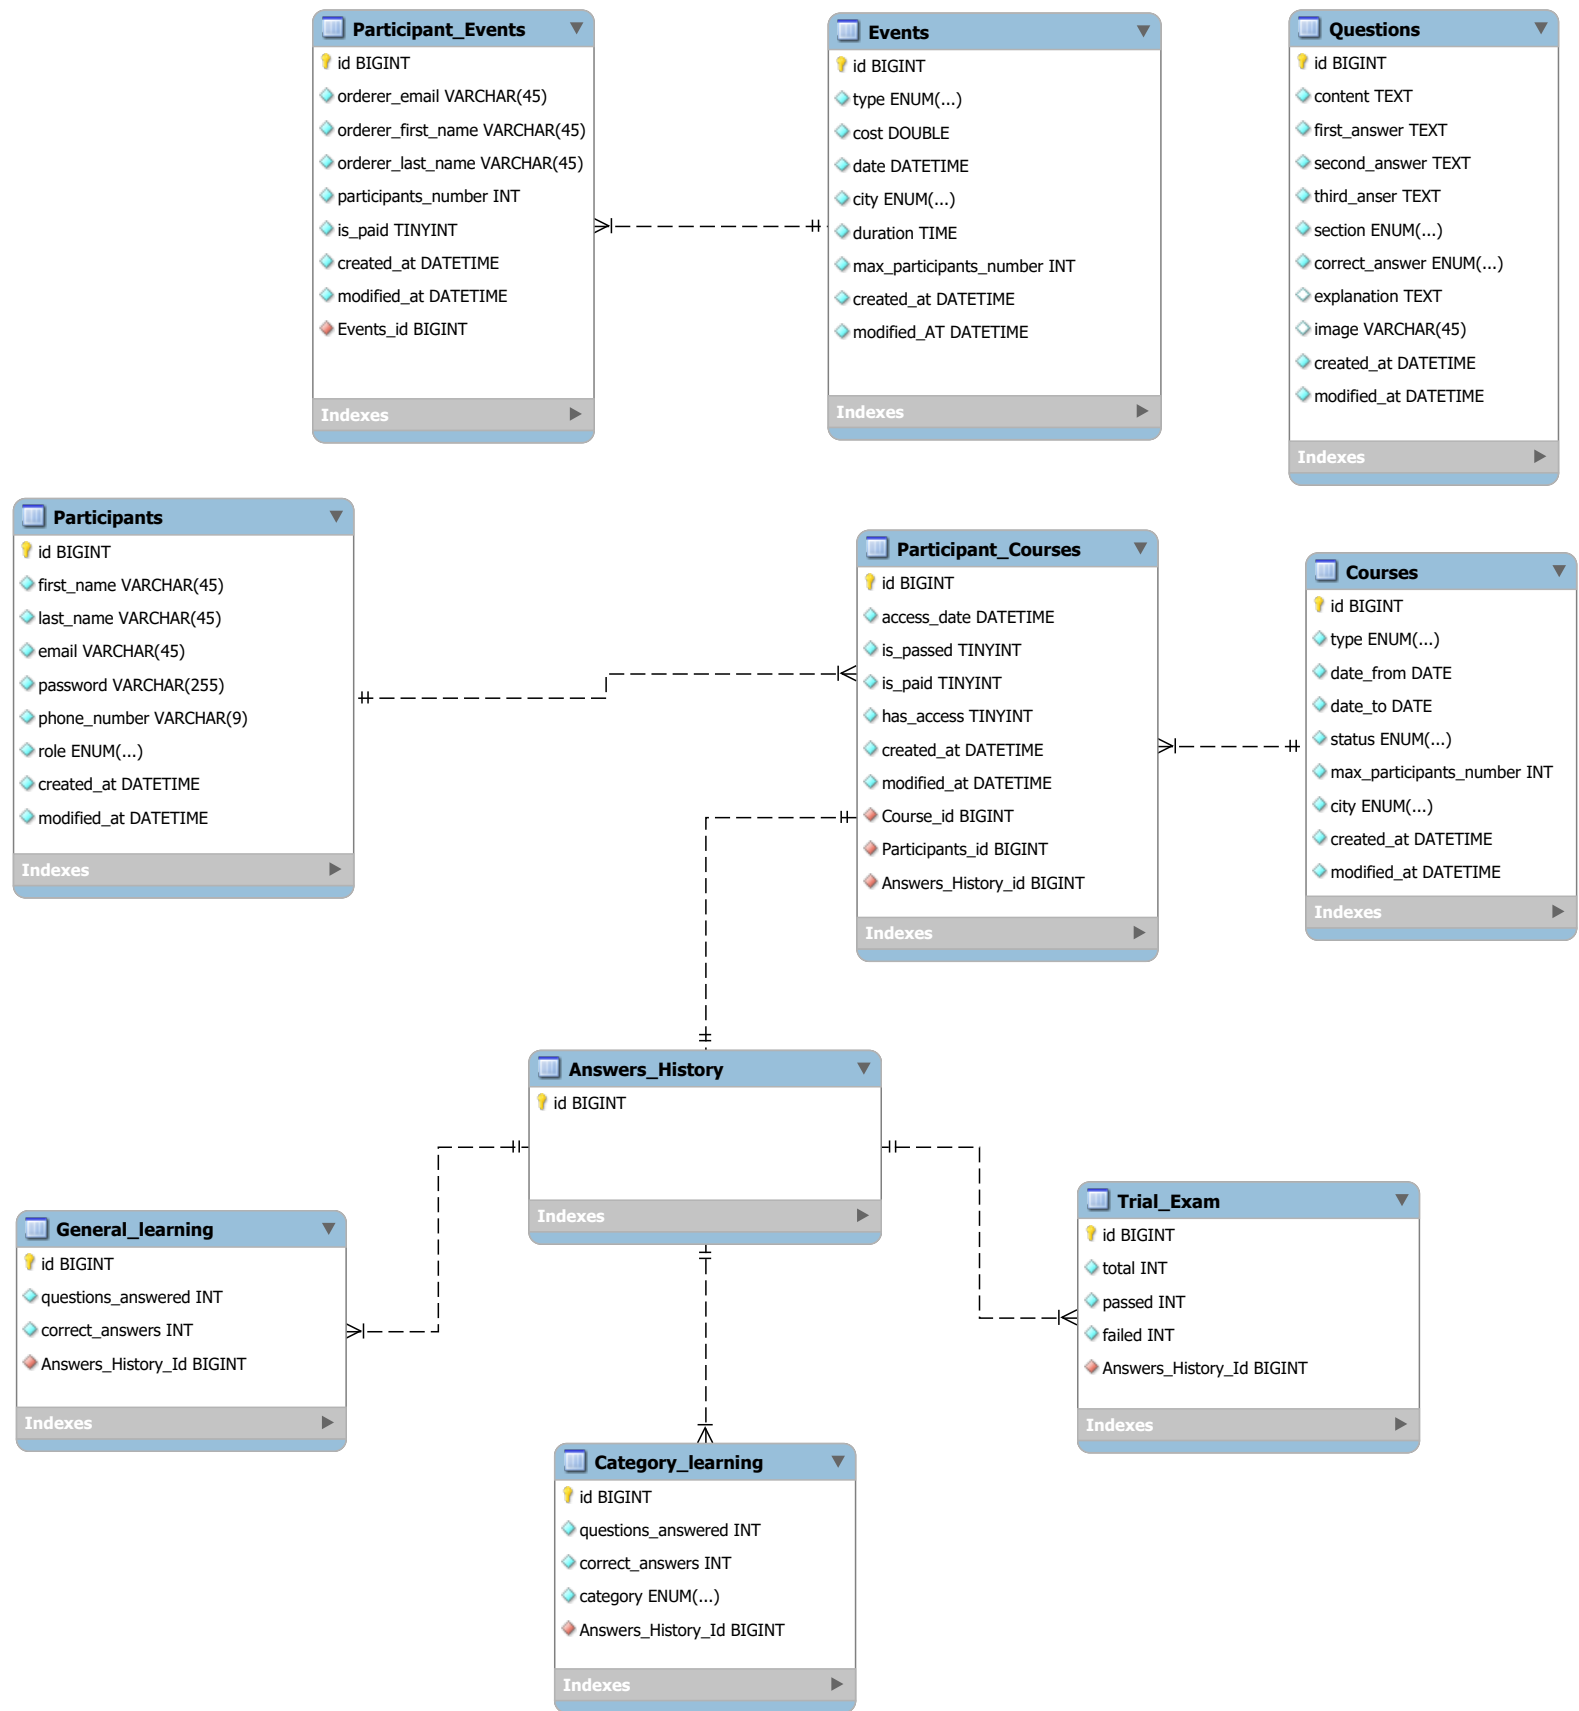 Participant_Events
id BIGINT
orderer_email VARCHAR(45)
orderer_first_name VARCHAR(45)
orderer_last_name VARCHAR(45)
participants_number INT
is_paid TINYINT
created_at DATETIME
modified_at DATETIME
Events_id BIGINT
Indexes
Events
id BIGINT
type ENUM(...)
cost DOUBLE
date DATETIME
city ENUM(...)
duration TIME
max_participants_number INT
created_at DATETIME
modified_AT DATETIME
Indexes
Questions
id BIGINT
content TEXT
first_answer TEXT
second_answer TEXT
third_anser TEXT
section ENUM(...)
correct_answer ENUM(...)
explanation TEXT
image VARCHAR(45)
created_at DATETIME
modified_at DATETIME
Indexes
Participants
id BIGINT
first_name VARCHAR(45)
last_name VARCHAR(45)
email VARCHAR(45)
password VARCHAR(255)
phone_number VARCHAR(9)
role ENUM(...)
created_at DATETIME
modified_at DATETIME
Indexes
Participant_Courses
id BIGINT
access_date DATETIME
is_passed TINYINT
is_paid TINYINT
has_access TINYINT
created_at DATETIME
modified_at DATETIME
Course_id BIGINT
Participants_id BIGINT
Answers_History_id BIGINT
Indexes
Courses
id BIGINT
type ENUM(...)
date_from DATE
date_to DATE
status ENUM(...)
max_participants_number INT
city ENUM(...)
created_at DATETIME
modified_at DATETIME
Indexes
Answers_History
id BIGINT
Indexes
General_learning
id BIGINT
questions_answered INT
correct_answers INT
Answers_History_Id BIGINT
Indexes
Trial_Exam
id BIGINT
total INT
passed INT
failed INT
Answers_History_Id BIGINT
Indexes
Category_learning
id BIGINT
questions_answered INT
correct_answers INT
category ENUM(...)
Answers_History_Id BIGINT
Indexes